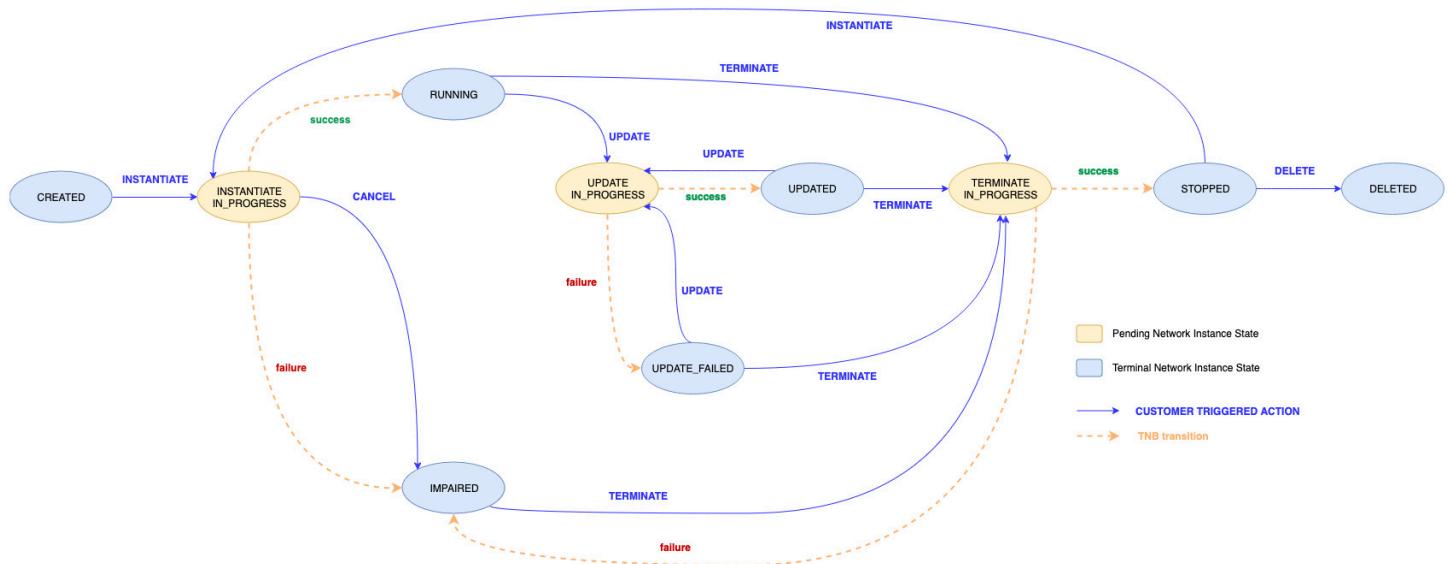 INSTANTIATE
TERMINATE
RUNNING
success
UPDATE
UPDATE
INSTANTIATE
CANCEL
CREATED
INSTANTIATE
IN_PROGRESS
UPDATE
IN_PROGRESS
success
UPDATED
TERMINATE
TERMINATE
IN_PROGRESS
success
STOPPED
DELETE
DELETED
failure
UPDATE
failure
UPDATE_FAILED
TERMINATE
Pending Network Instance State
Terminal Network Instance State
CUSTOMER TRIGGERED ACTION
TNB transition
IMPAIRED
TERMINATE
failure